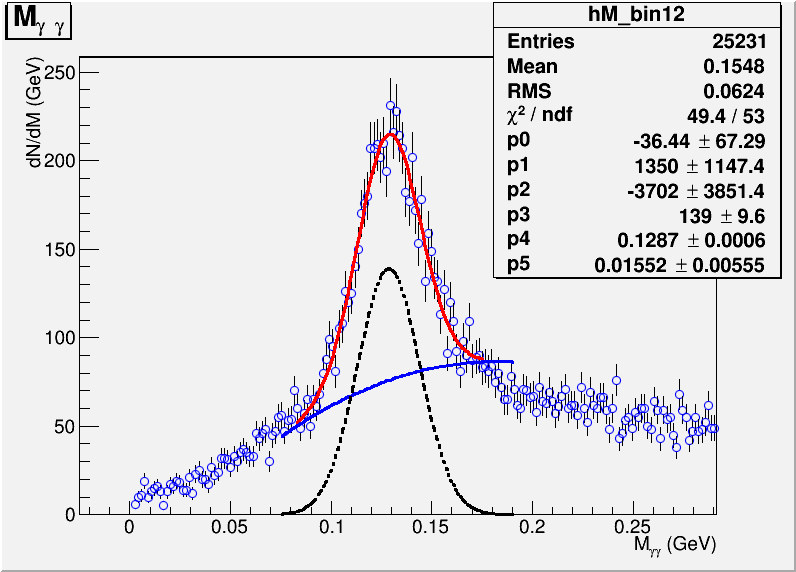 M_γ γ
hM_bin12
Entries 25231
Mean 0.1548
RMS 0.0624
χ² / ndf 49.4 / 53
p0 -36.44 ± 67.29
p1 1350 ± 1147.4
p2 -3702 ± 3851.4
p3 139 ± 9.6
p4 0.1287 ± 0.0006
p5 0.01552 ± 0.00555
dN/dM (GeV)
250
200
150
100
50
0
0 0.05 0.1 0.15 0.2 0.25
M_γγ (GeV)